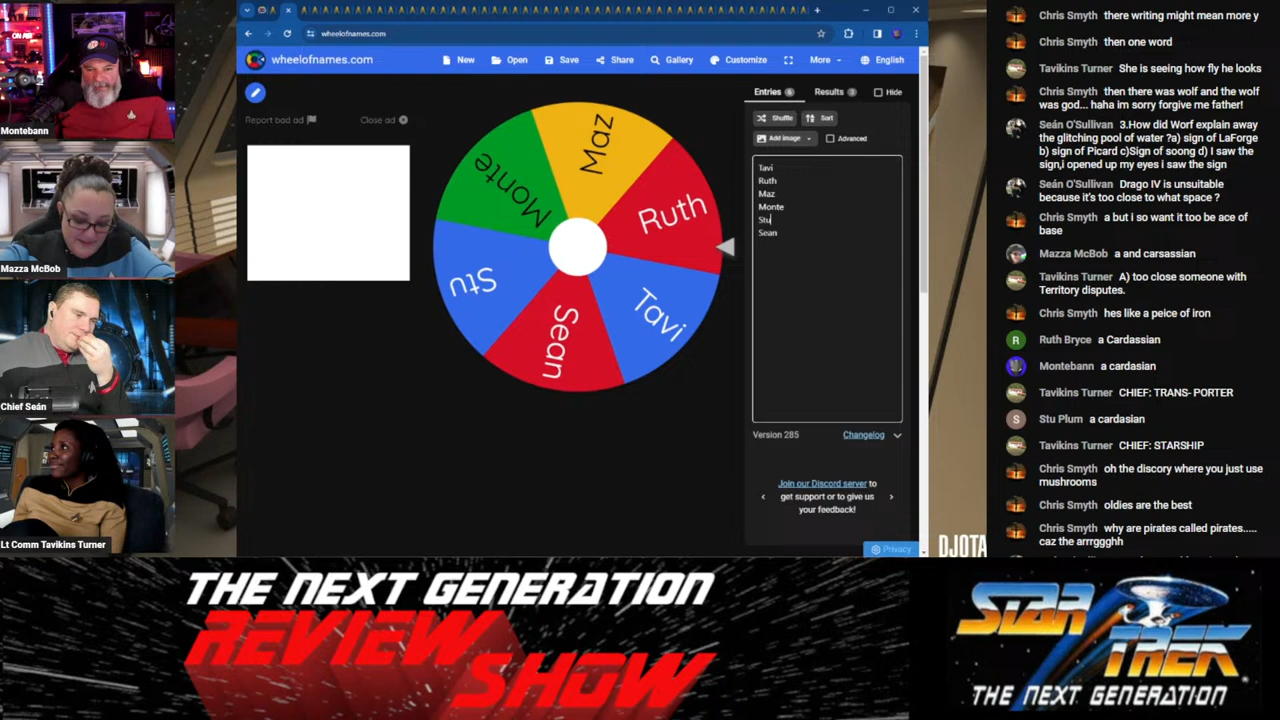 ON AIR
Montebann
Mazza McBob
Chief Seán
Lt Comm Tavikins Turner
wheelofnames.com
wheelofnames.com
New
Open
Save
Share
Gallery
Customize
More
English
Report bad ad
Close ad
Maz
Ruth
Tavi
Sean
Stu
Monte
Entries 6
Results 3
Hide
Shuffle
Sort
Add image
Advanced
Tavi
Ruth
Maz
Monte
Stu
Sean
Version 285
Changelog
Join our Discord server to
get support or to give us
your feedback!
Privacy
Chris Smyth there writing might mean more y
Chris Smyth then one word
Tavikins Turner She is seeing how fly he looks
Chris Smyth then there was wolf and the wolf
was god... haha im sorry forgive me father!
Seán O'Sullivan 3.How did Worf explain away
the glitching pool of water ?a) sign of LaForge
b) sign of Picard c)Sign of soong d) I saw the
sign,i opened up my eyes i saw the sign
Seán O'Sullivan Drago IV is unsuitable
because it's too close to what space ?
Chris Smyth a but i so want it too be ace of
base
Mazza McBob a and carsassian
Tavikins Turner A) too close someone with
Territory disputes.
Chris Smyth hes like a peice of iron
R
Ruth Bryce a Cardassian
Montebann a cardasian
Tavikins Turner CHIEF: TRANS- PORTER
S
Stu Plum a cardasian
Tavikins Turner CHIEF: STARSHIP
Chris Smyth oh the discory where you just use
mushrooms
Chris Smyth oldies are the best
Chris Smyth why are pirates called pirates.....
caz the arrrggghh
DJOTA
THE NEXT GENERATION
REVIEW
SHOW
STAR
TREK
THE NEXT GENERATION